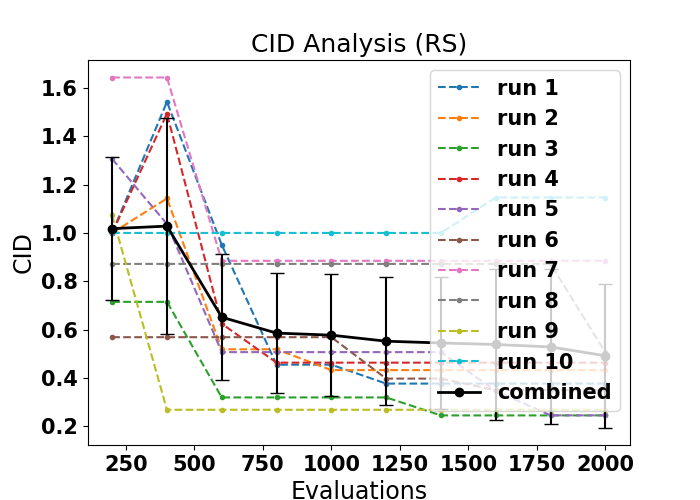 CID Analysis (RS)
CID
1.6
1.4
1.2
1.0
0.8
0.6
0.4
0.2
run 1
run 2
run 3
run 4
run 5
run 6
run 7
run 8
run 9
run 10
combined
250 500 750 1000 1250 1500 1750 2000
Evaluations